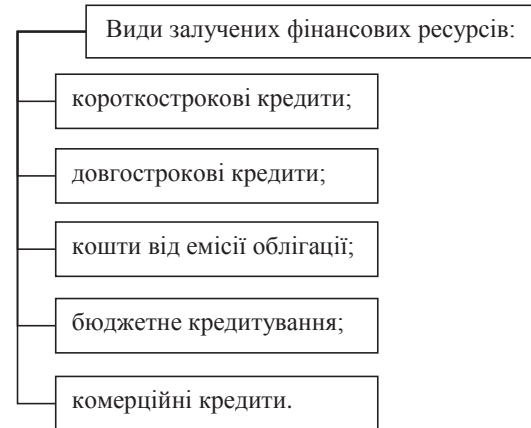 Види залучених фінансових ресурсів:
короткострокові кредити;
довгострокові кредити;
кошти від емісії облігації;
бюджетне кредитування;
комерційні кредити.